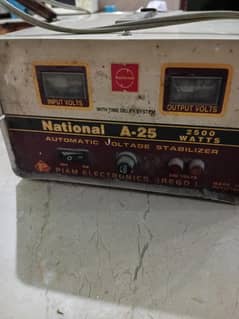 INPUT VOLTS
OUTPUT VOLTS
WITH TIME DELAY SYSTEM
National A-25 2500
WATTS
AUTOMATIC VOLTAGE STABILIZER
PIAM ELECTRONICS (REGD.)